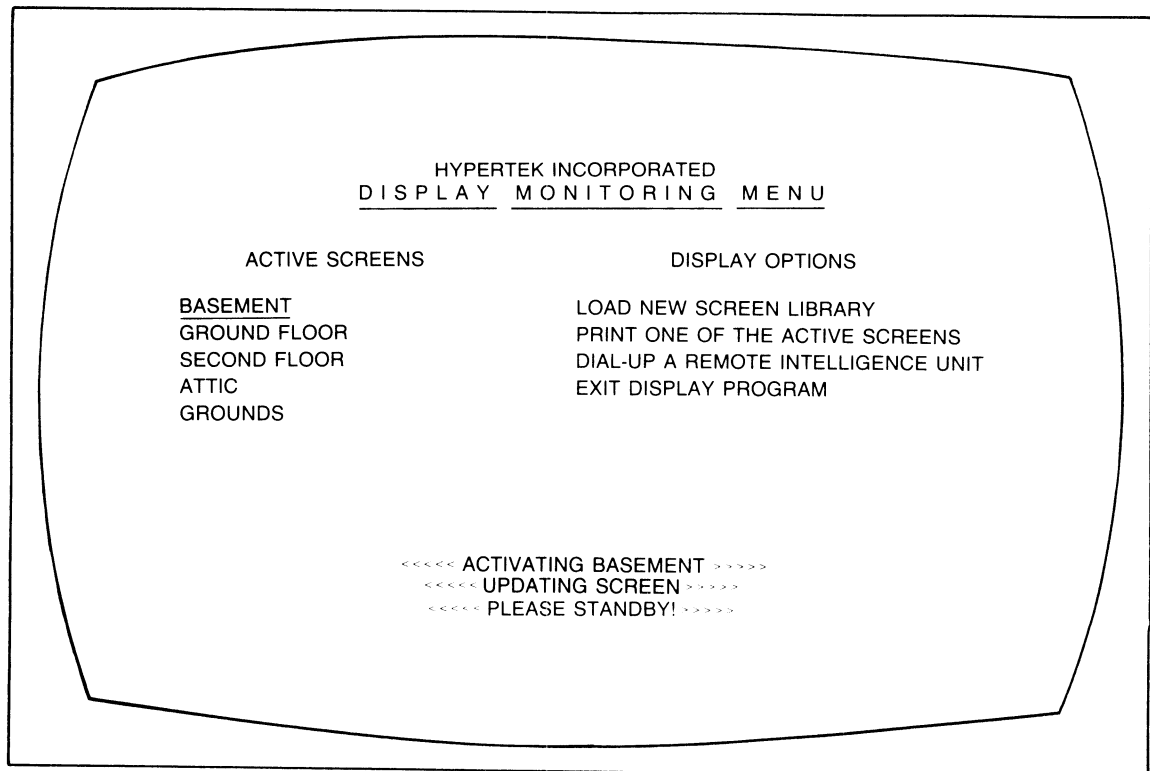 HYPERTEK INCORPORATED
DISPLAY MONITORING MENU
ACTIVE SCREENS
BASEMENT
GROUND FLOOR
SECOND FLOOR
ATTIC
GROUNDS
DISPLAY OPTIONS
LOAD NEW SCREEN LIBRARY
PRINT ONE OF THE ACTIVE SCREENS
DIAL-UP A REMOTE INTELLIGENCE UNIT
EXIT DISPLAY PROGRAM
<<<<< ACTIVATING BASEMENT >>>>>
<<<<< UPDATING SCREEN >>>>>
<<<<< PLEASE STANDBY! >>>>>